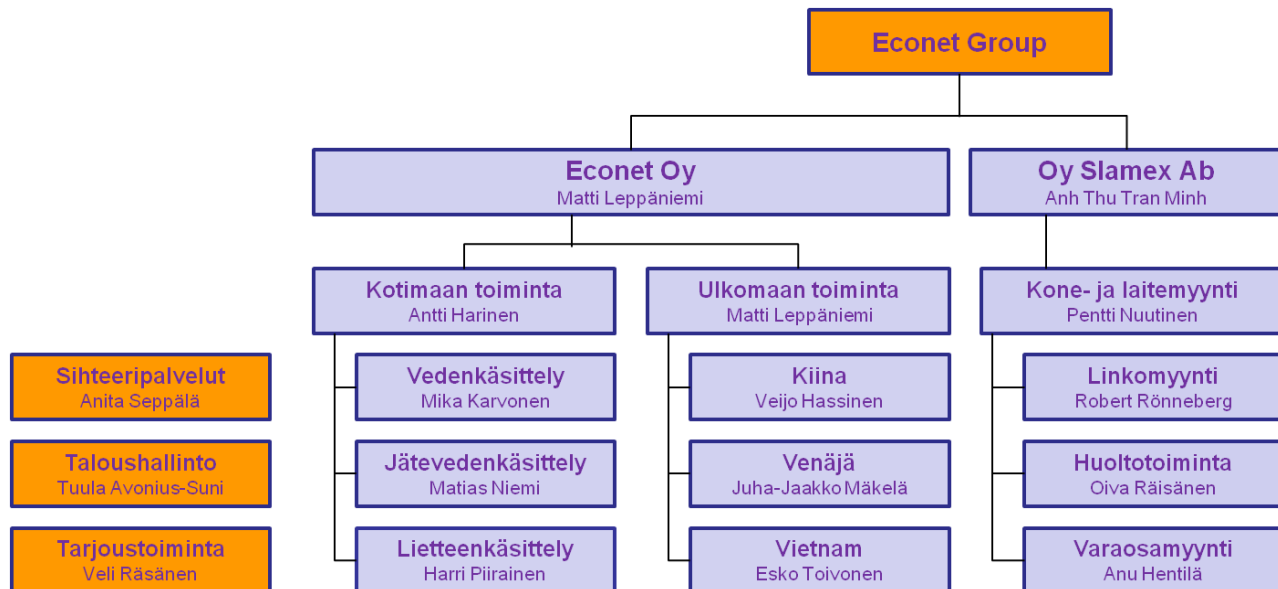 Econet Group
Econet Oy
Matti Leppäniemi
Oy Slamex Ab
Anh Thu Tran Minh
Kotimaan toiminta
Antti Harinen
Ulkomaan toiminta
Matti Leppäniemi
Kone- ja laitemyynti
Pentti Nuutinen
Sihteeripalvelut
Anita Seppälä
Vedenkäsittely
Mika Karvonen
Kiina
Veijo Hassinen
Linkomyynti
Robert Rönneberg
Taloushallinto
Tuula Avonius-Suni
Jätevedenkäsittely
Matias Niemi
Venäjä
Juha-Jaakko Mäkelä
Huoltotoiminta
Oiva Räisänen
Tarjoustoiminta
Veli Räsänen
Lietteenkäsittely
Harri Piirainen
Vietnam
Esko Toivonen
Varaosamyynti
Anu Hentilä